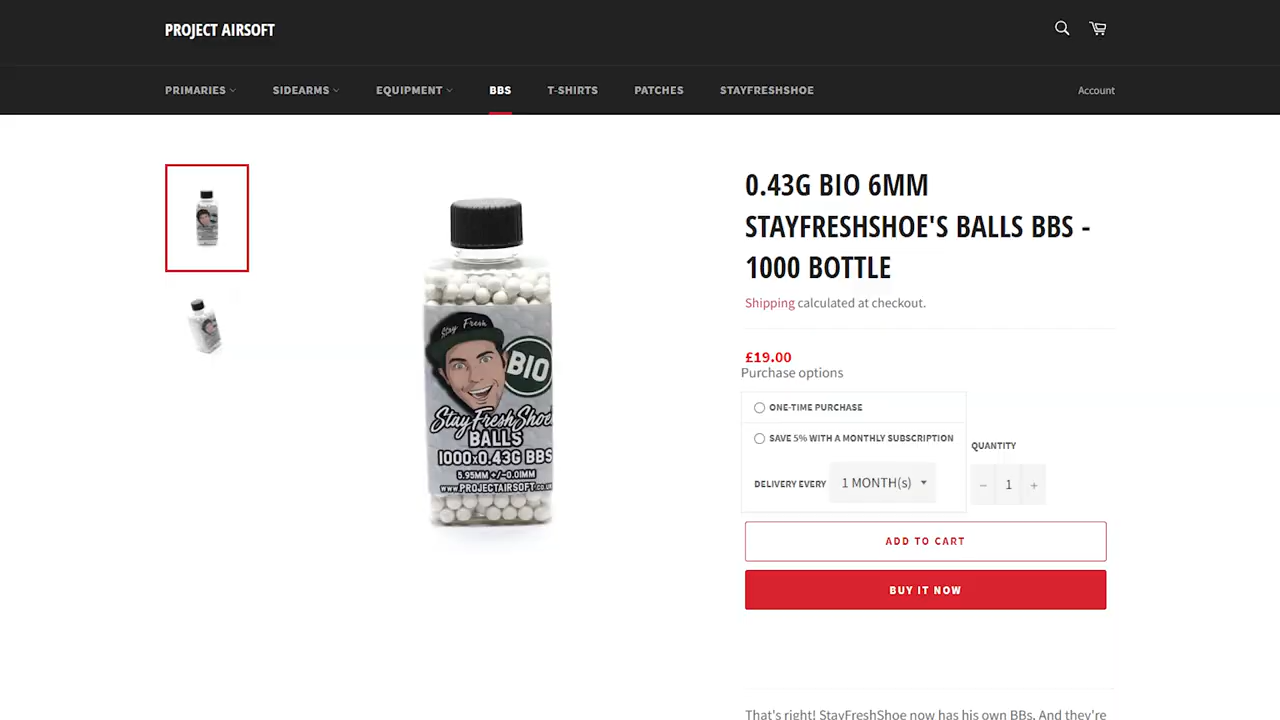 PROJECT AIRSOFT
PRIMARIES
SIDEARMS
EQUIPMENT
BBS
T-SHIRTS
PATCHES
STAYFRESHSHOE
Account
0.43G BIO 6MM
STAYFRESHSHOE'S BALLS BBS -
1000 BOTTLE
Shipping calculated at checkout.
£19.00
Purchase options
ONE-TIME PURCHASE
SAVE 5% WITH A MONTHLY SUBSCRIPTION
DELIVERY EVERY
1 MONTH(s)
QUANTITY
− 1 +
ADD TO CART
BUY IT NOW
That's right! StayFreshShoe now has his own BBs. And they're
Stay Fresh
BIO
StayFreshShoe
BALLS
1000x0.43G BBS
5.95MM +/-0.01MM
www.PROJECTAIRSOFT.co.uk